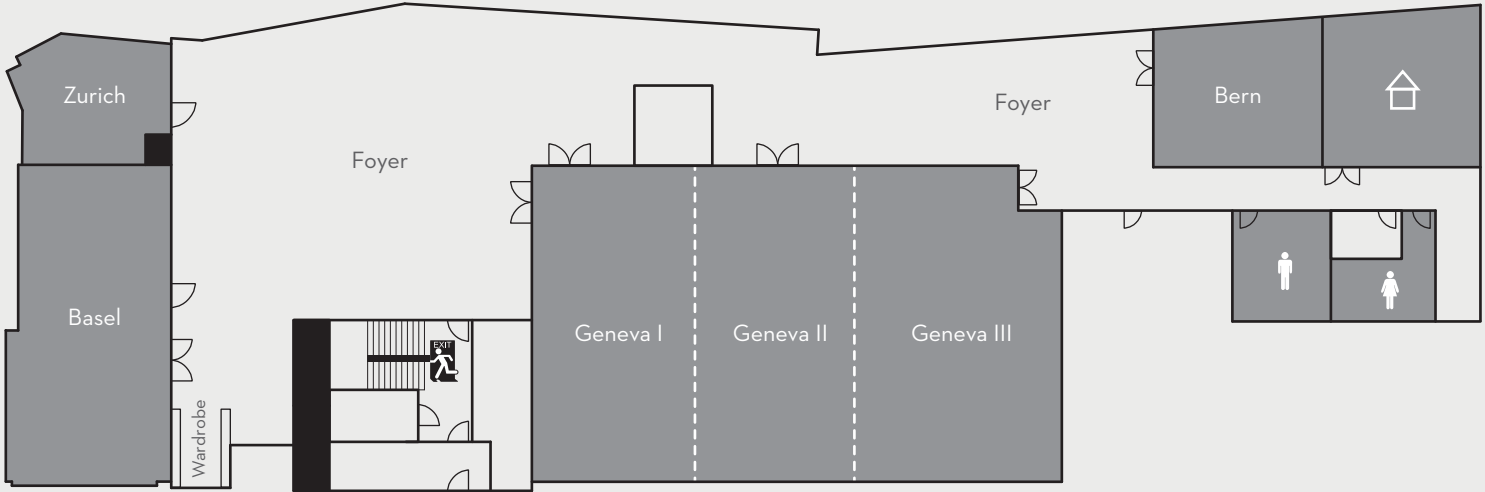 Zurich
Foyer
Foyer
Bern
Basel
Geneva I
Geneva II
Geneva III
EXIT
Wardrobe